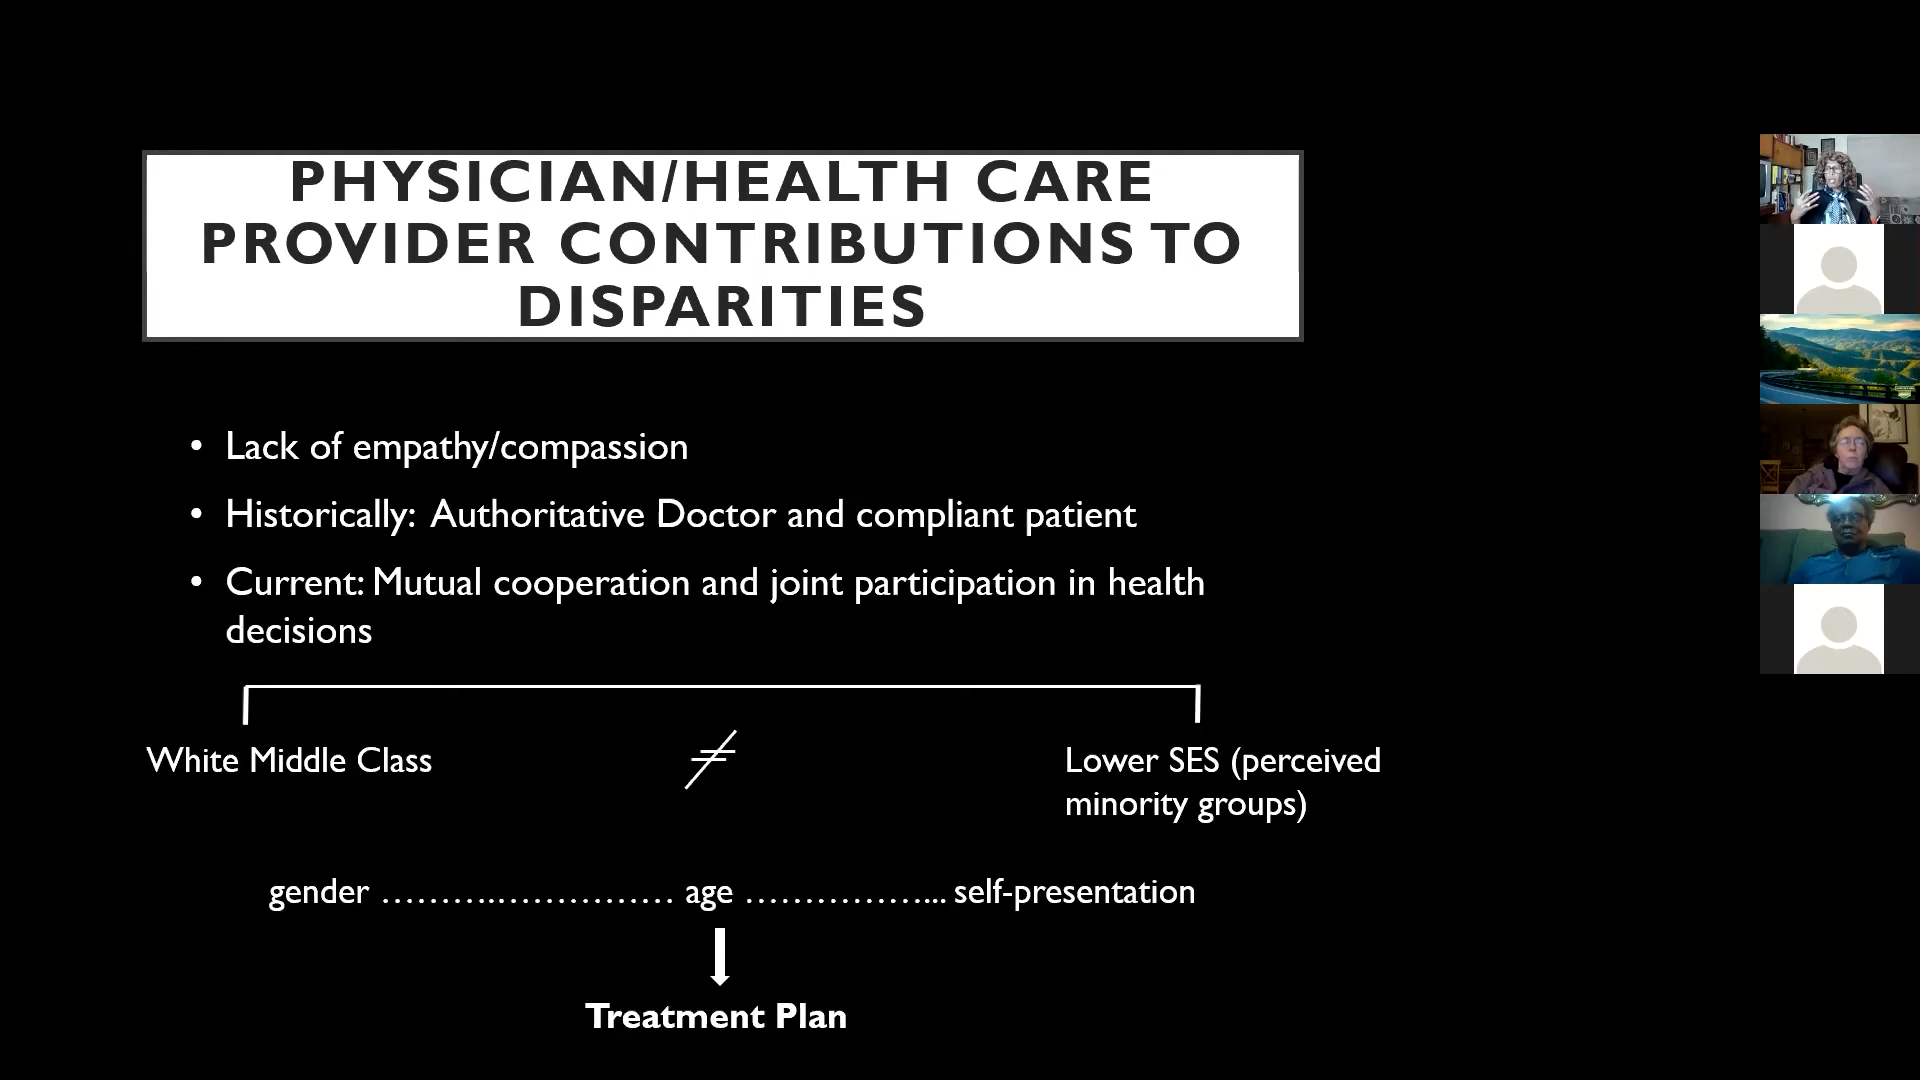 PHYSICIAN/HEALTH CARE
PROVIDER CONTRIBUTIONS TO
DISPARITIES
• Lack of empathy/compassion
• Historically: Authoritative Doctor and compliant patient
• Current: Mutual cooperation and joint participation in health
decisions
White Middle Class
≠
Lower SES (perceived
minority groups)
gender ………..…………… age ……………... self-presentation
Treatment Plan